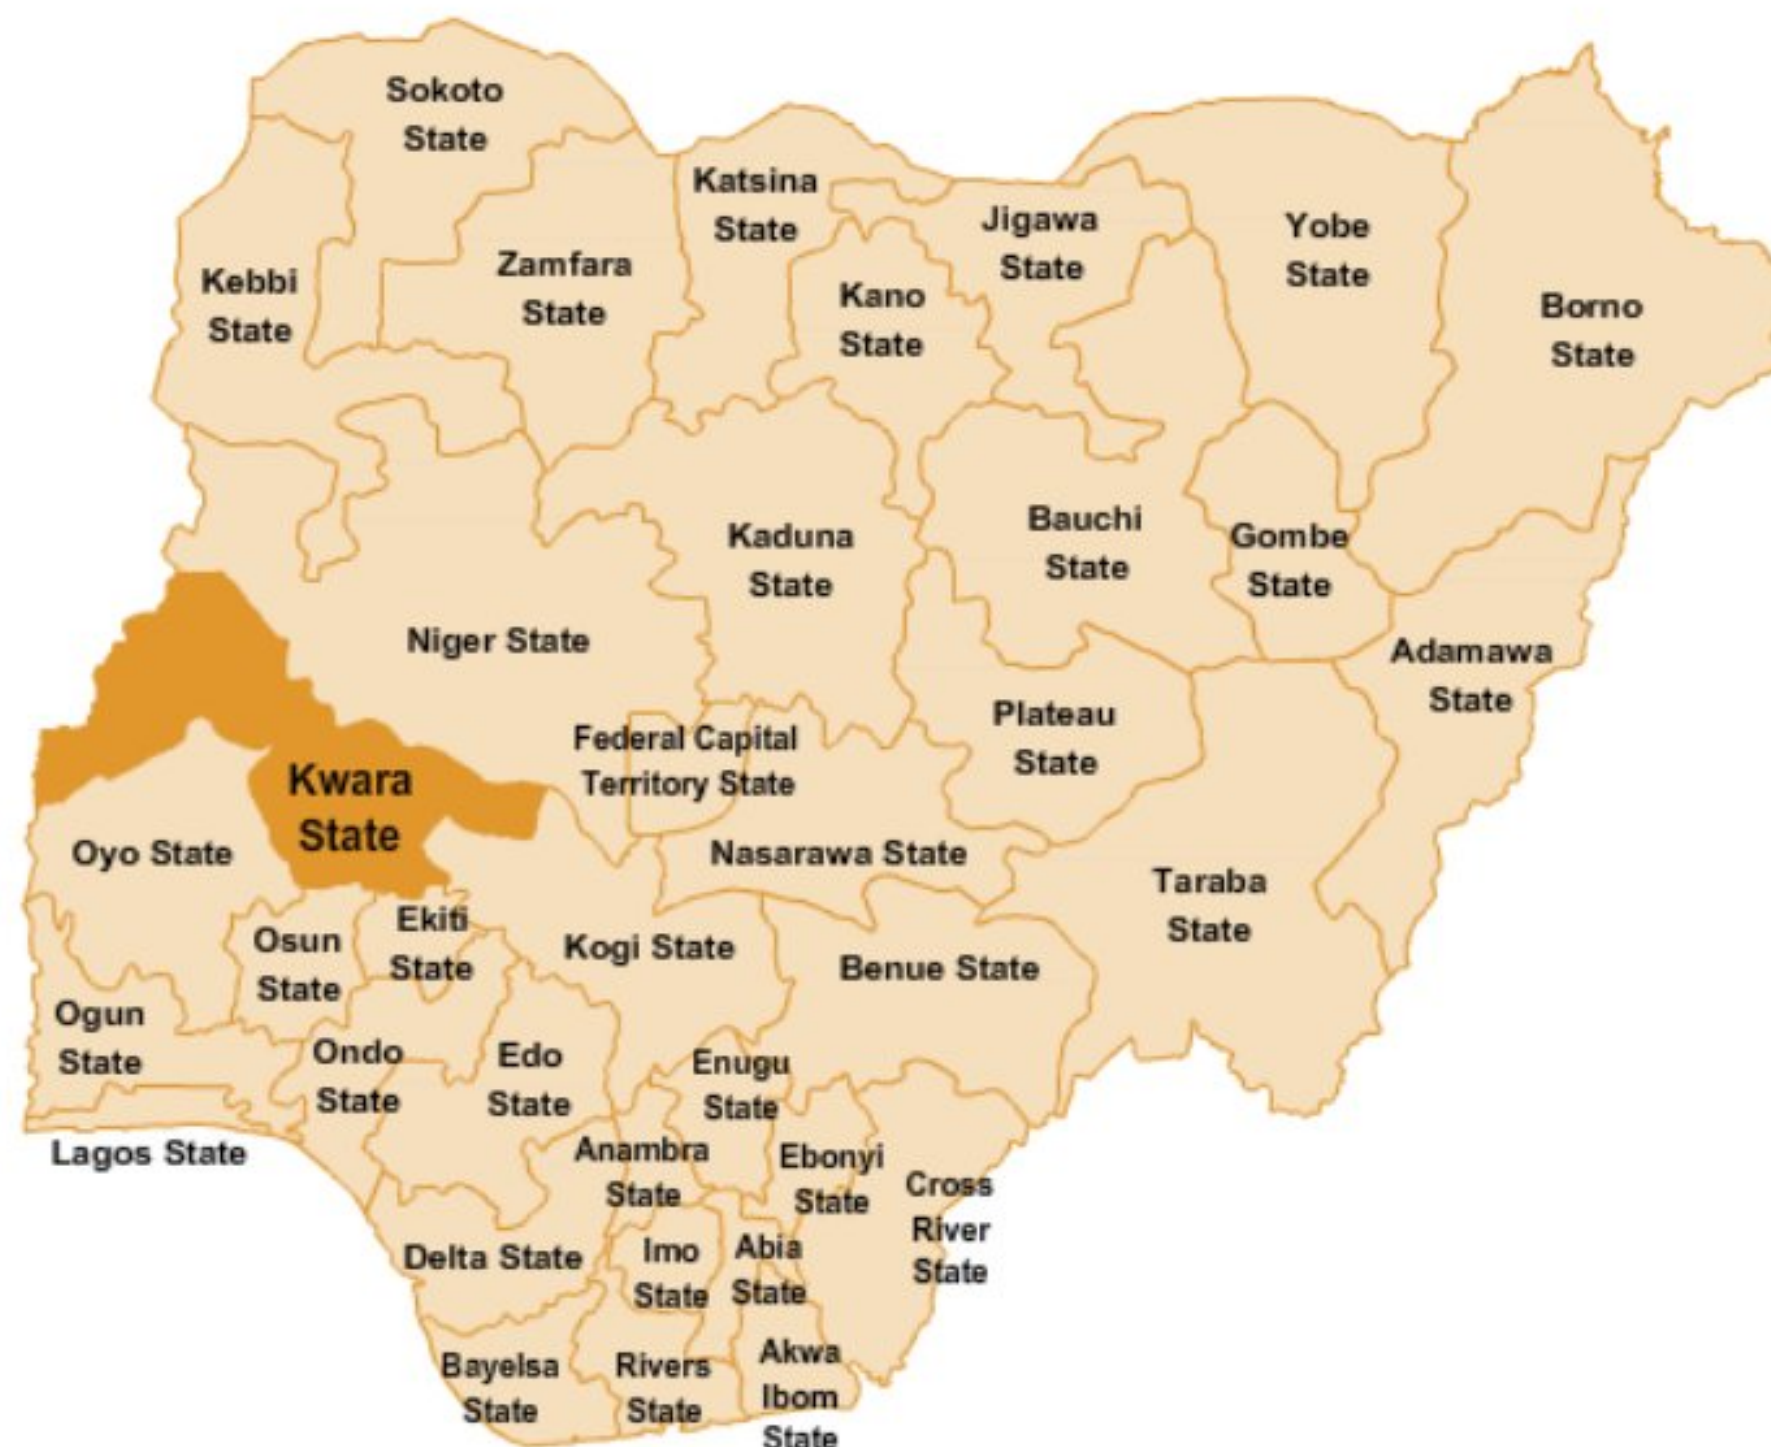 Sokoto
State
Katsina
State
Jigawa
State
Yobe
State
Kebbi
State
Zamfara
State
Kano
State
Borno
State
Kaduna
State
Bauchi
State
Gombe
State
Niger State
Adamawa
State
Federal Capital
Territory State
Plateau
State
Kwara
State
Oyo State
Nasarawa State
Taraba
State
Osun
State
Ekiti
State
Kogi State
Benue State
Ogun
State
Ondo
State
Edo
State
Enugu
State
Lagos State
Anambra
State
Ebonyi
State
Cross
River
State
Delta State
Imo
State
Abia
State
Bayelsa
State
Rivers
State
Akwa
Ibom
State